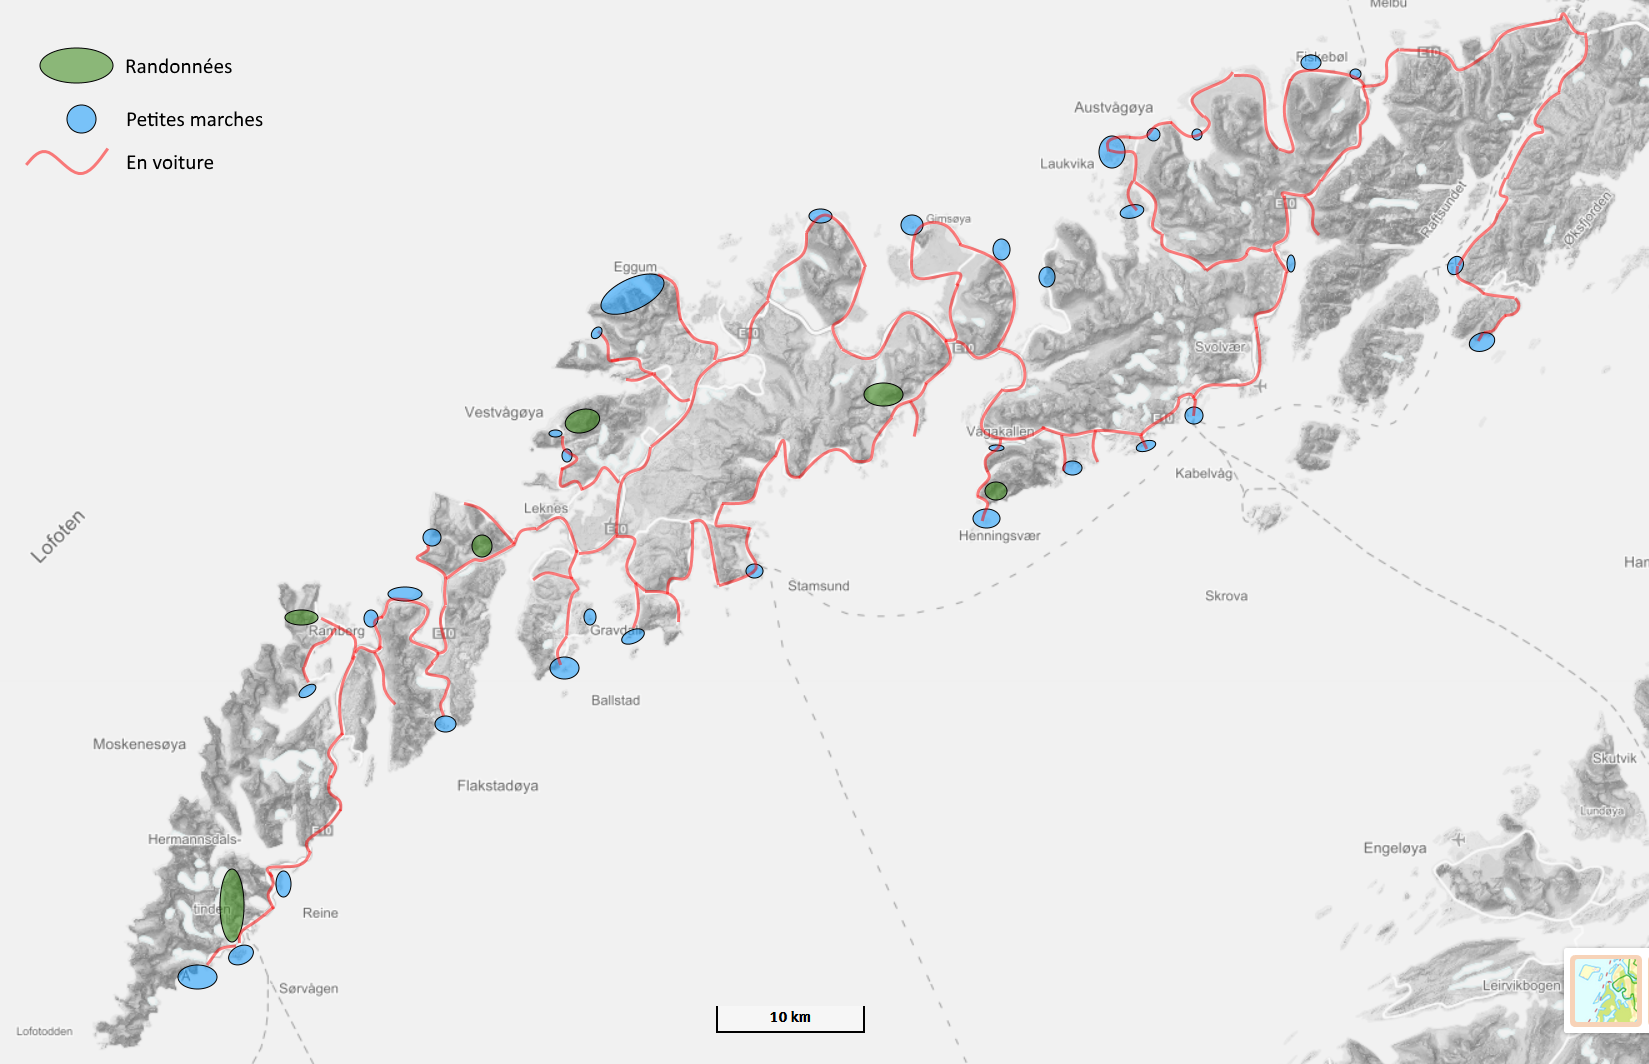 Melbu
Randonnées
Fiskebøl
E10
Petites marches
Austvågøya
En voiture
Laukvika
E10
Raftsundet
Øksfjorden
Gimsøya
Eggum
E10
E10
Svolvær
Vestvågøya
E10
Vågakallen
Kabelvåg
Lofoten
Leknes
E10
Henningsvær
Stamsund
Skrova
Ramberg
E10
Ballstad
Moskenesøya
Flakstadøya
Skutvik
Lundøya
E10
Hermannsdals-
tinden
Engeløya
Reine
Sørvågen
Leirvikbogen
10 km
Lofotodden